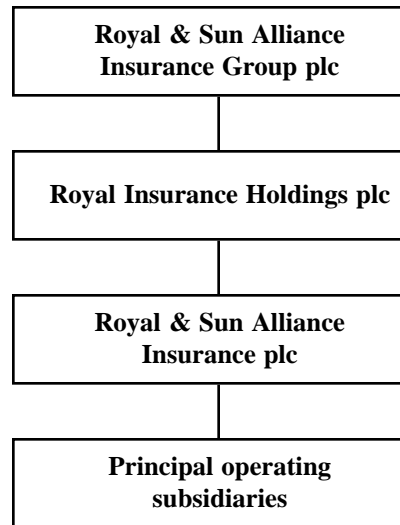 Royal & Sun Alliance
Insurance Group plc
Royal Insurance Holdings plc
Royal & Sun Alliance
Insurance plc
Principal operating
subsidiaries